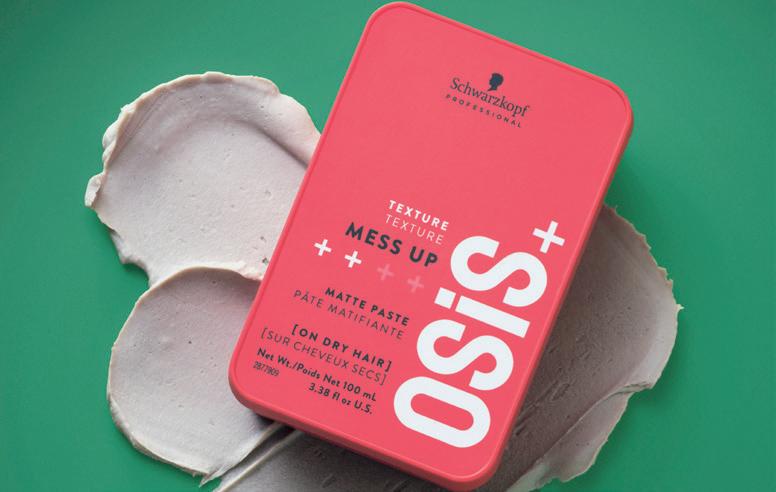 Schwarzkopf
PROFESSIONAL
TEXTURE
TEXTURE
MESS UP
++++
MATTE PASTE
PÂTE MATIFIANTE
[ON DRY HAIR]
[SUR CHEVEUX SECS]
Net Wt./Poids Net 100 mL
2877809
3.38 fl oz U.S.
OSiS+